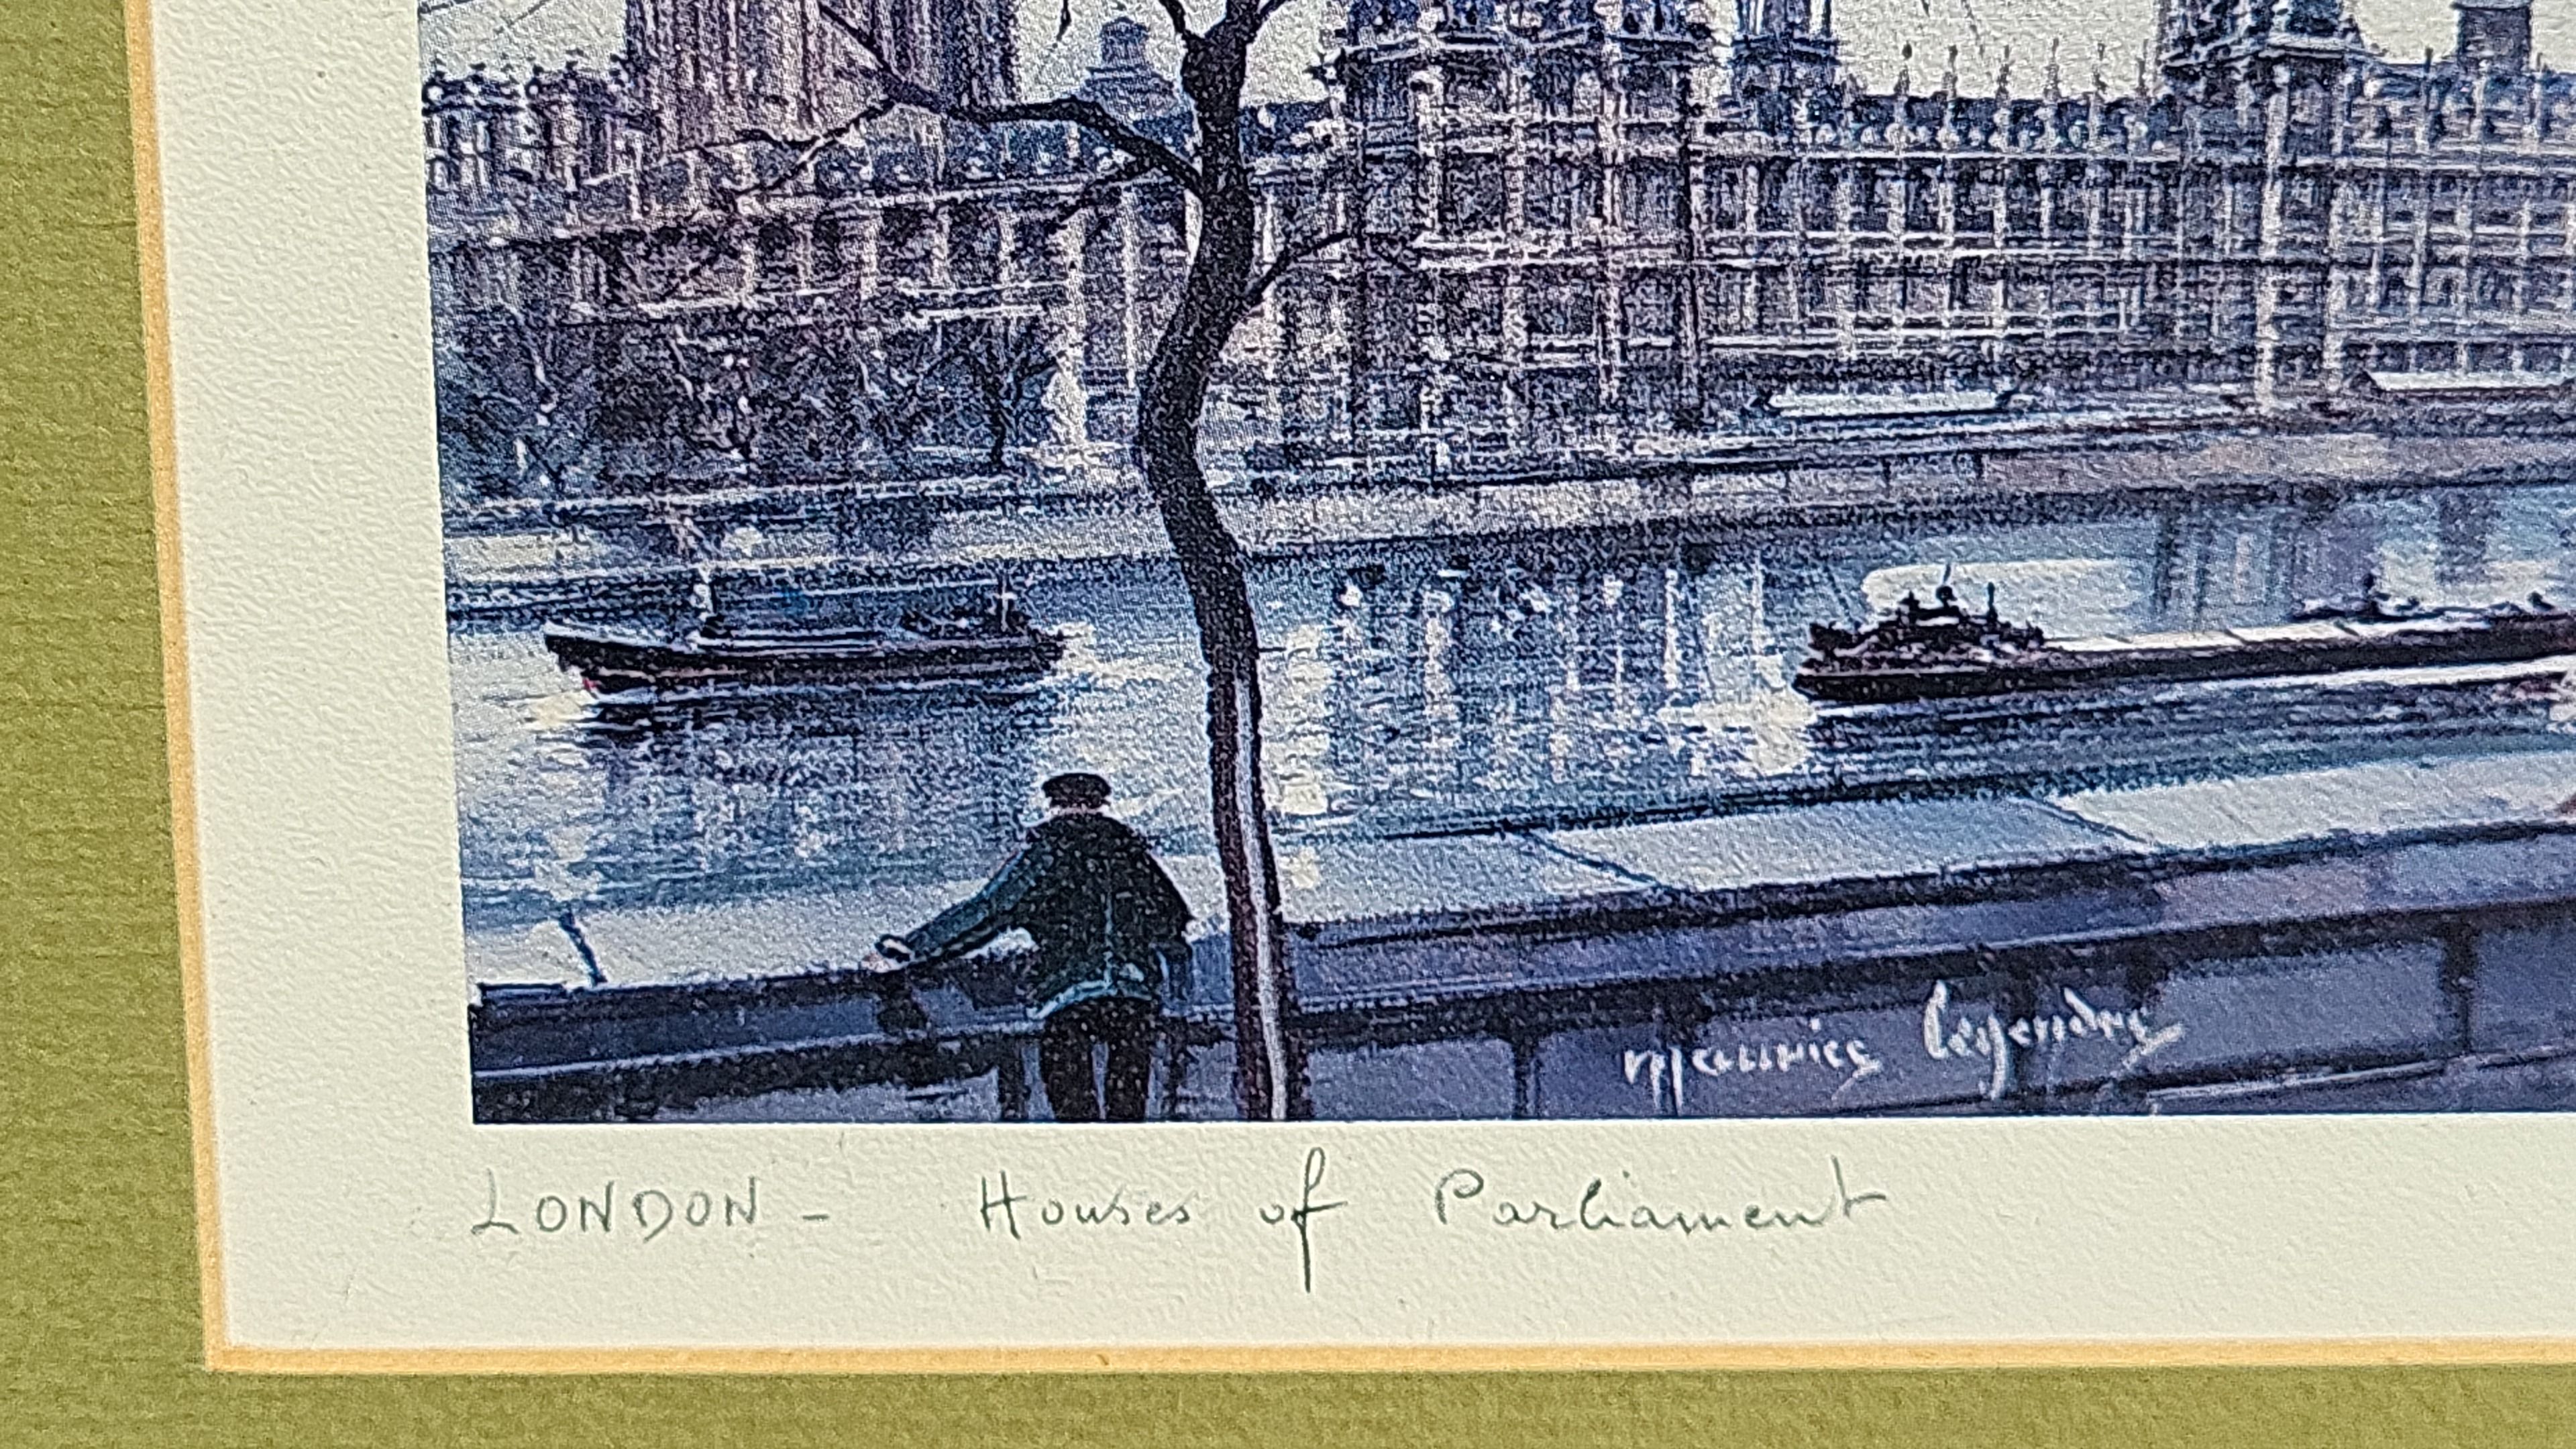 maurice legendre
LONDON - Houses of Parliament